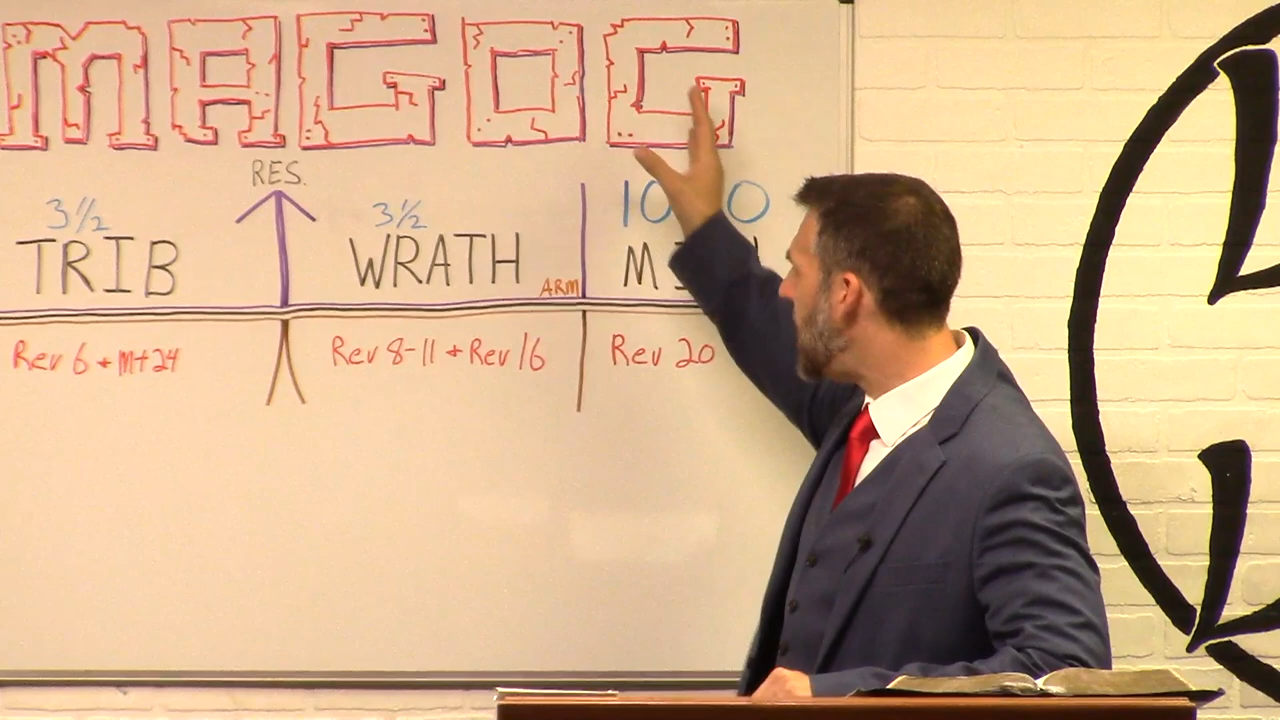 MAGOG
RES.
3½ 3½
TRIB WRATH ARM
Rev 6 + Mt 24 Rev 8-11 + Rev 16 Rev 20